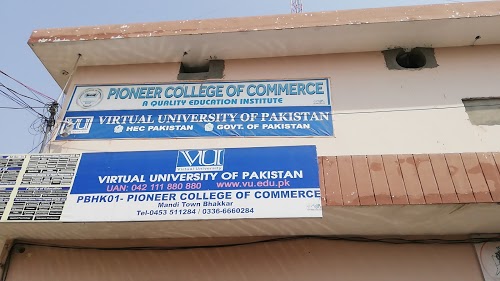 PIONEER COLLEGE OF COMMERCE
A QUALITY EDUCATION INSTITUTE
VU VIRTUAL UNIVERSITY OF PAKISTAN
HEC PAKISTAN GOVT. OF PAKISTAN
VU
VIRTUAL UNIVERSITY OF PAKISTAN
UAN: 042 111 880 880 www.vu.edu.pk
PBHK01- PIONEER COLLEGE OF COMMERCE
Mandi Town Bhakkar
Tel-0453 511284 / 0336-6660284